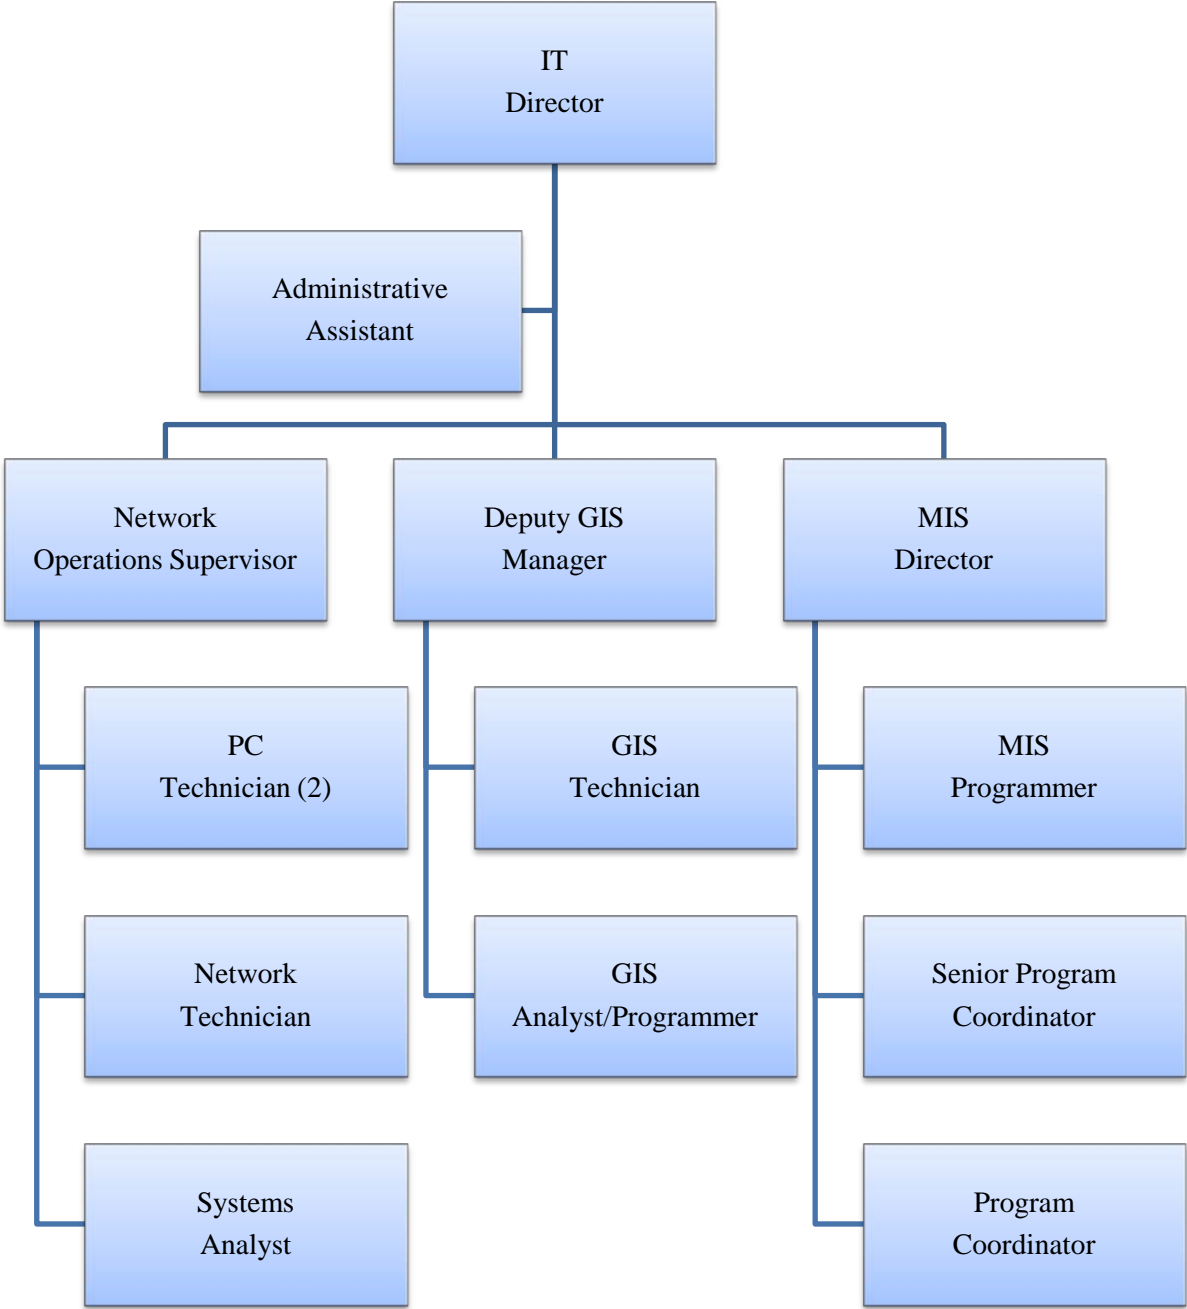 IT
Director
Administrative
Assistant
Network
Operations Supervisor
Deputy GIS
Manager
MIS
Director
PC
Technician (2)
GIS
Technician
MIS
Programmer
Network
Technician
GIS
Analyst/Programmer
Senior Program
Coordinator
Systems
Analyst
Program
Coordinator